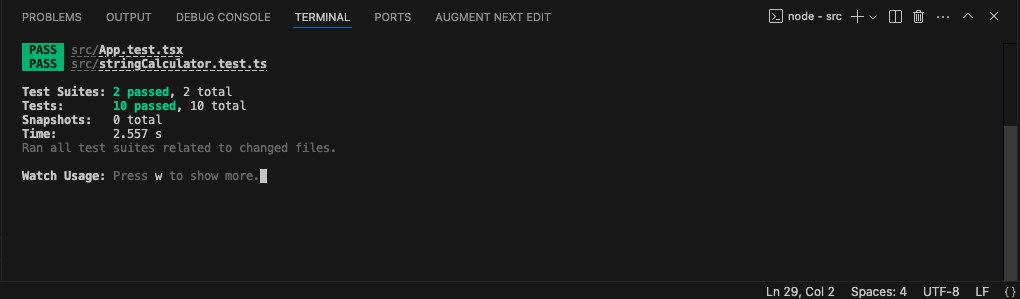 PROBLEMS OUTPUT DEBUG CONSOLE TERMINAL PORTS AUGMENT NEXT EDIT node - src
PASS src/App.test.tsx
PASS src/stringCalculator.test.ts
Test Suites: 2 passed, 2 total
Tests: 10 passed, 10 total
Snapshots: 0 total
Time: 2.557 s
Ran all test suites related to changed files.
Watch Usage: Press w to show more.
Ln 29, Col 2 Spaces: 4 UTF-8 LF {}